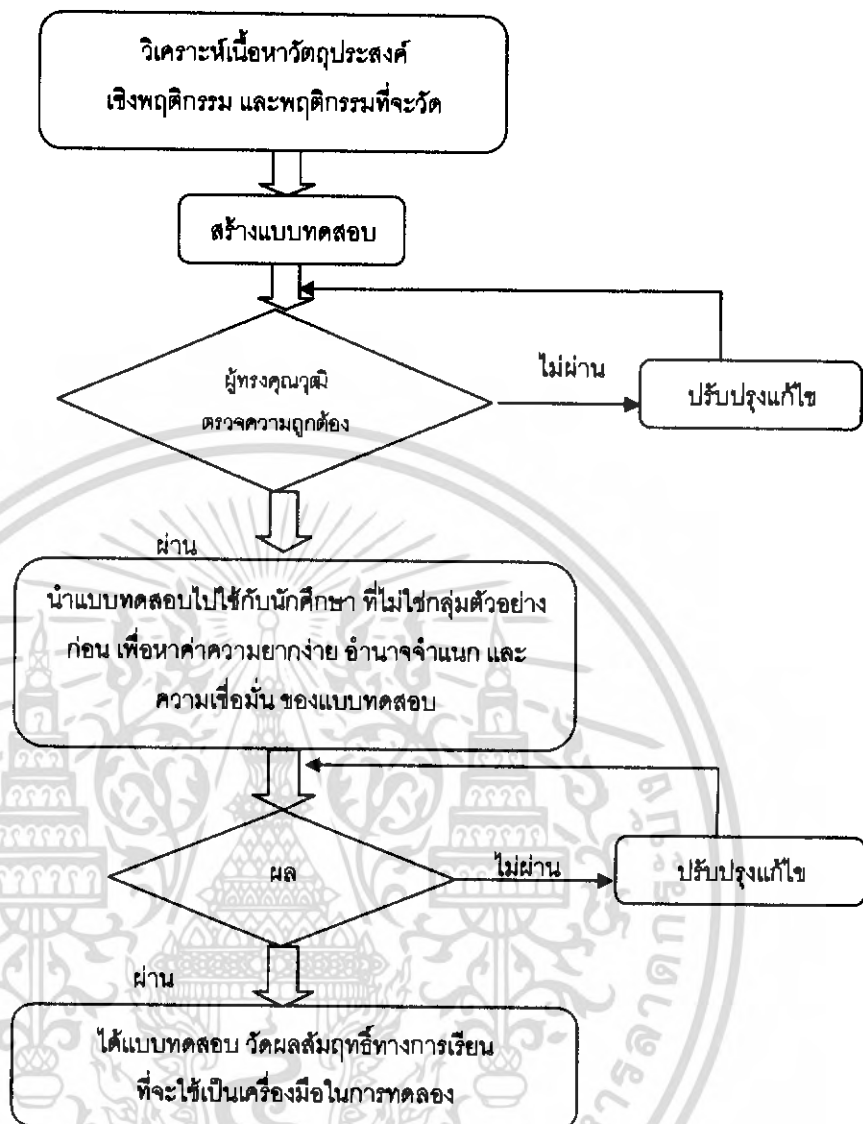 วิเคราะห์เนื้อหาวัตถุประสงค์
เชิงพฤติกรรม และพฤติกรรมที่จะวัด
สร้างแบบทดสอบ
ผู้ทรงคุณวุฒิ
ตรวจความถูกต้อง
ไม่ผ่าน
ปรับปรุงแก้ไข
ผ่าน
นำแบบทดสอบไปใช้กับนักศึกษา ที่ไม่ใช่กลุ่มตัวอย่าง
ก่อน เพื่อหาค่าความยากง่าย อำนาจจำแนก และ
ความเชื่อมั่น ของแบบทดสอบ
ผล
ไม่ผ่าน
ปรับปรุงแก้ไข
ผ่าน
ได้แบบทดสอบ วัดผลสัมฤทธิ์ทางการเรียน
ที่จะใช้เป็นเครื่องมือในการทดลอง